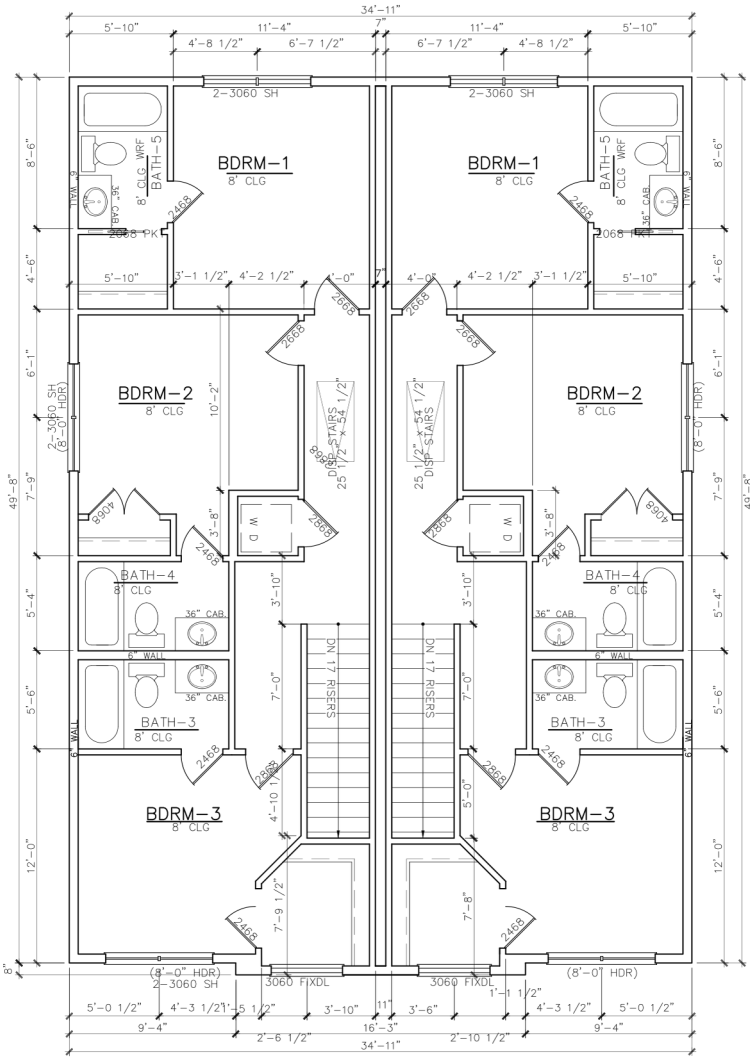 34'-11"
5'-10" 11'-4" 7" 11'-4" 5'-10"
4'-8 1/2" 6'-7 1/2" 6'-7 1/2" 4'-8 1/2"
2-3060 SH 2-3060 SH
8'-6" 8'-6"
BDRM-1
8' CLG
BDRM-1
8' CLG
BATH-5
8' CLG WRF
BATH-5
8' CLG WRF
6" WALL
36" CAB.
2468
2468
36" CAB.
6" WALL
2068 PKT
4'-6" 4'-6"
5'-10" 3'-1 1/2" 4'-2 1/2" 7" 4'-0" 4'-2 1/2" 3'-1 1/2" 5'-10"
2668 2668
2668 2668
6'-1" 6'-1"
BDRM-2
8' CLG
BDRM-2
8' CLG
10'-2"
2-3060 SH
(8'-0" HDR)
(8'-0" HDR)
DISP STAIRS
25 1/2" x 54 1/2"
25 1/2" x 54 1/2"
DISP STAIRS
49'-8" 49'-8"
7'-9" 7'-9"
4068 4068
3'-8" 3'-8"
W D W D
2868 2868
2468 2468
BATH-4
8' CLG
BATH-4
8' CLG
5'-4" 5'-4"
3'-10" 3'-10"
36" CAB. 36" CAB.
6" WALL 6" WALL
DN 17 RISERS DN 17 RISERS
5'-6" 5'-6"
7'-0" 7'-0"
36" CAB. 36" CAB.
BATH-3
8' CLG
BATH-3
8' CLG
6" WALL 6" WALL
2468 2868 2868 2468
4'-10 1/2" 5'-0"
BDRM-3
8' CLG
BDRM-3
8' CLG
12'-0" 12'-0"
7'-9 1/2" 7'-8"
2468 2468
8"
(8'-0" HDR)
2-3060 SH
3060 FIXDL 3060 FIXDL
(8'-0" HDR)
1'-1 1/2"
5'-0 1/2" 4'-3 1/2" 1'-5 1/2" 3'-10" 11" 3'-6" 4'-3 1/2" 5'-0 1/2"
9'-4" 16'-3" 9'-4"
2'-6 1/2" 2'-10 1/2"
34'-11"